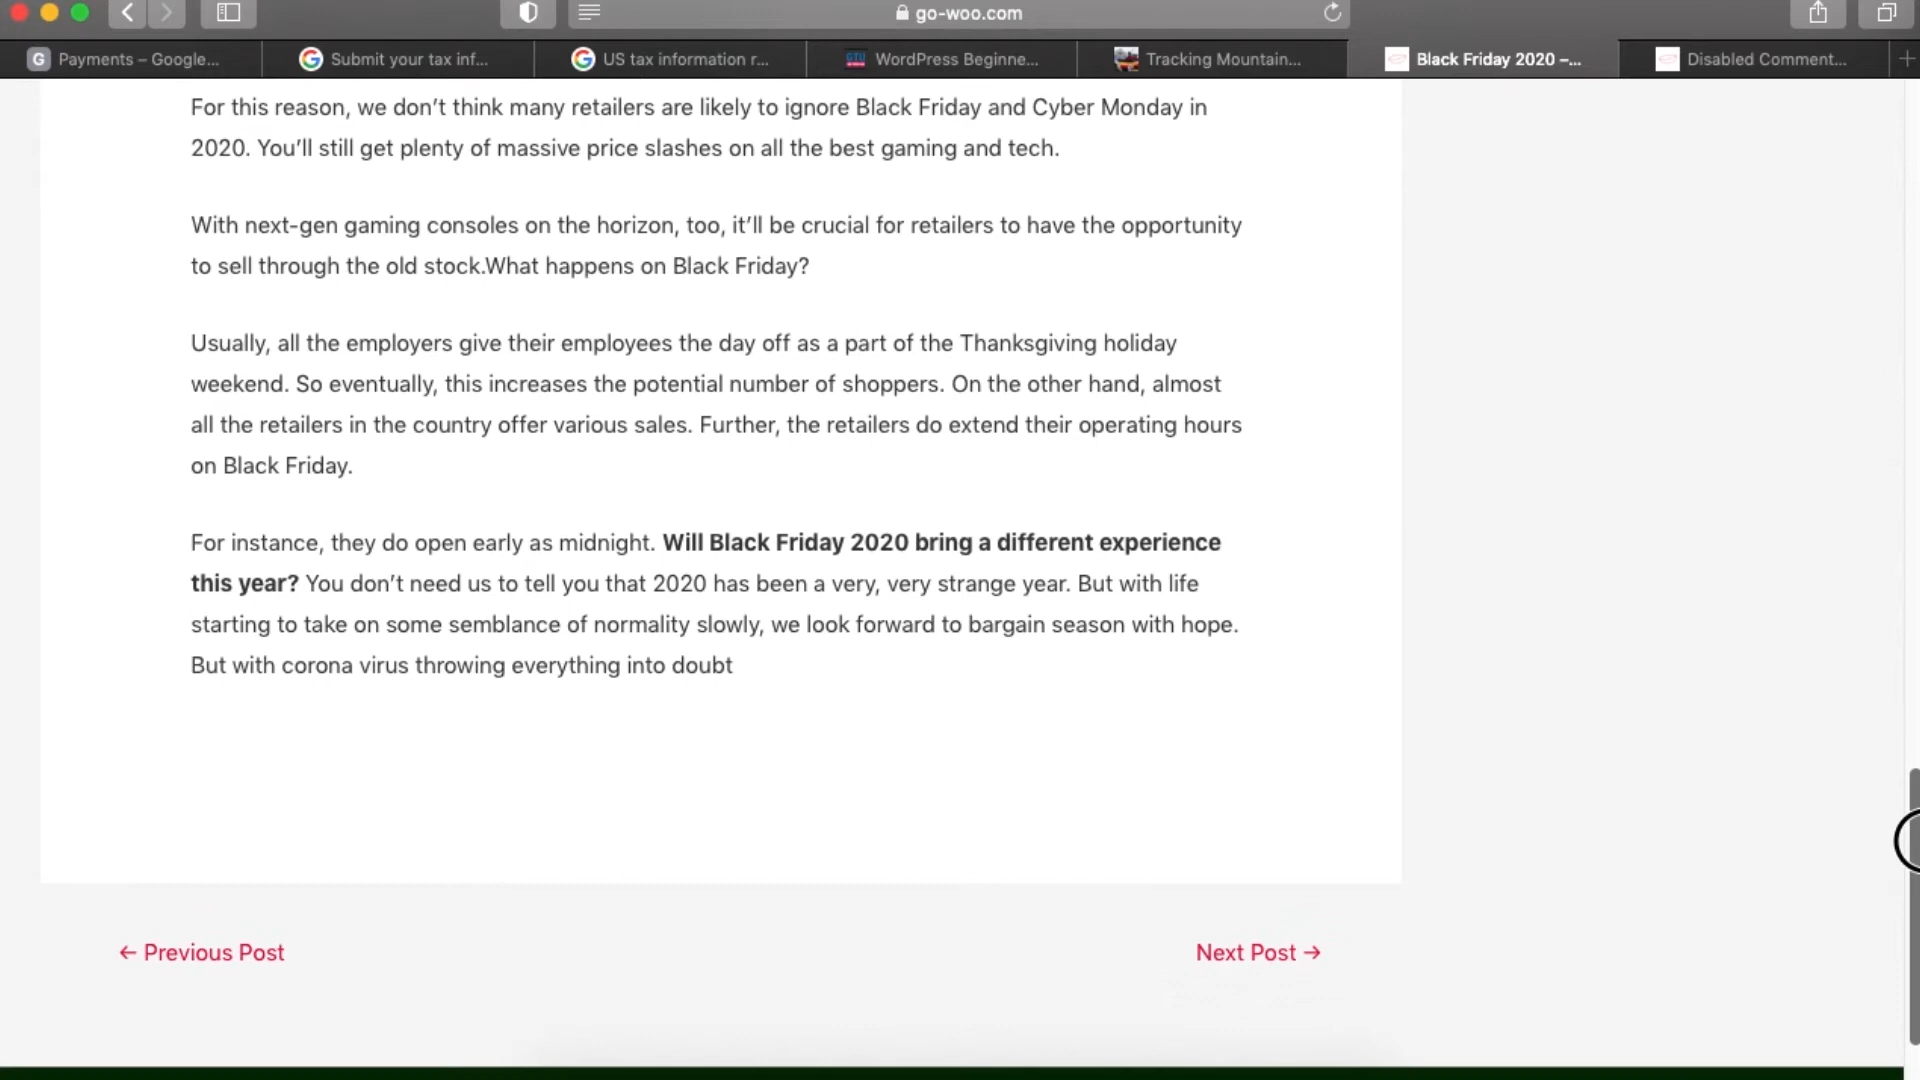 go-woo.com
G Payments – Google...
Submit your tax inf...
US tax information r...
WordPress Beginne...
Tracking Mountain...
Black Friday 2020 –...
Disabled Comment...
For this reason, we don’t think many retailers are likely to ignore Black Friday and Cyber Monday in
2020. You’ll still get plenty of massive price slashes on all the best gaming and tech.
With next-gen gaming consoles on the horizon, too, it’ll be crucial for retailers to have the opportunity
to sell through the old stock.What happens on Black Friday?
Usually, all the employers give their employees the day off as a part of the Thanksgiving holiday
weekend. So eventually, this increases the potential number of shoppers. On the other hand, almost
all the retailers in the country offer various sales. Further, the retailers do extend their operating hours
on Black Friday.
For instance, they do open early as midnight. Will Black Friday 2020 bring a different experience
this year? You don’t need us to tell you that 2020 has been a very, very strange year. But with life
starting to take on some semblance of normality slowly, we look forward to bargain season with hope.
But with corona virus throwing everything into doubt
← Previous Post
Next Post →